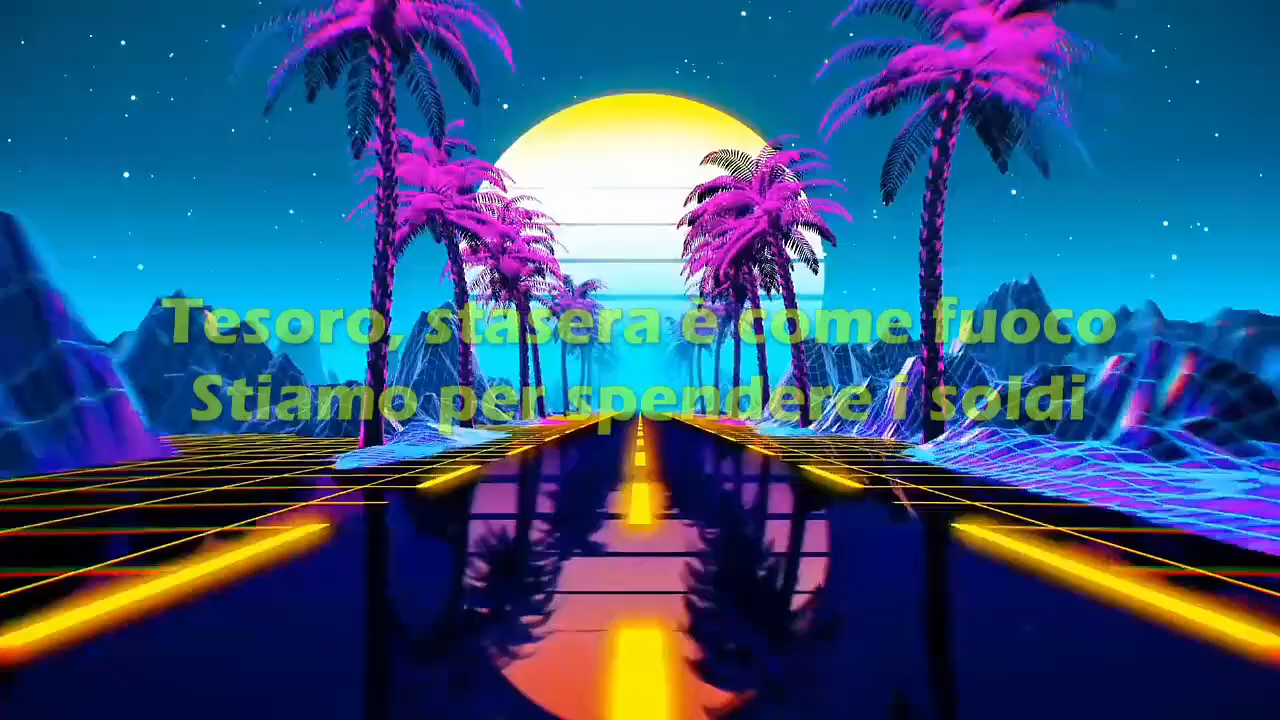 Tesoro, stasera è come fuoco
Stiamo per spendere i soldi